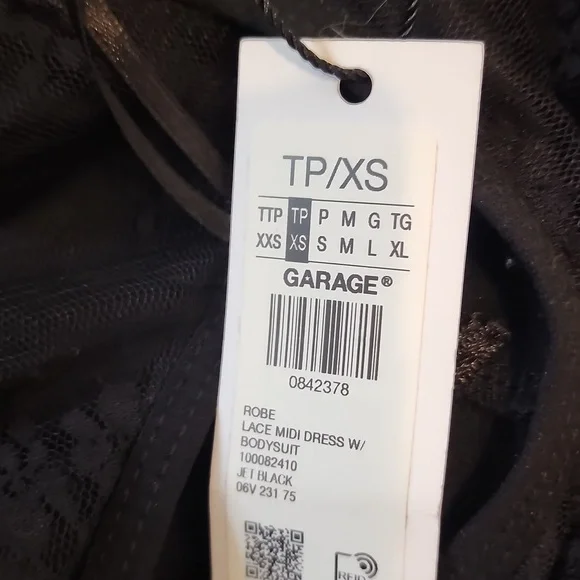 TP/XS
TTP TP P M G TG
XXS XS S M L XL
GARAGE®
0842378
ROBE
LACE MIDI DRESS W/
BODYSUIT
100082410
JET BLACK
06V 231 75
RFID